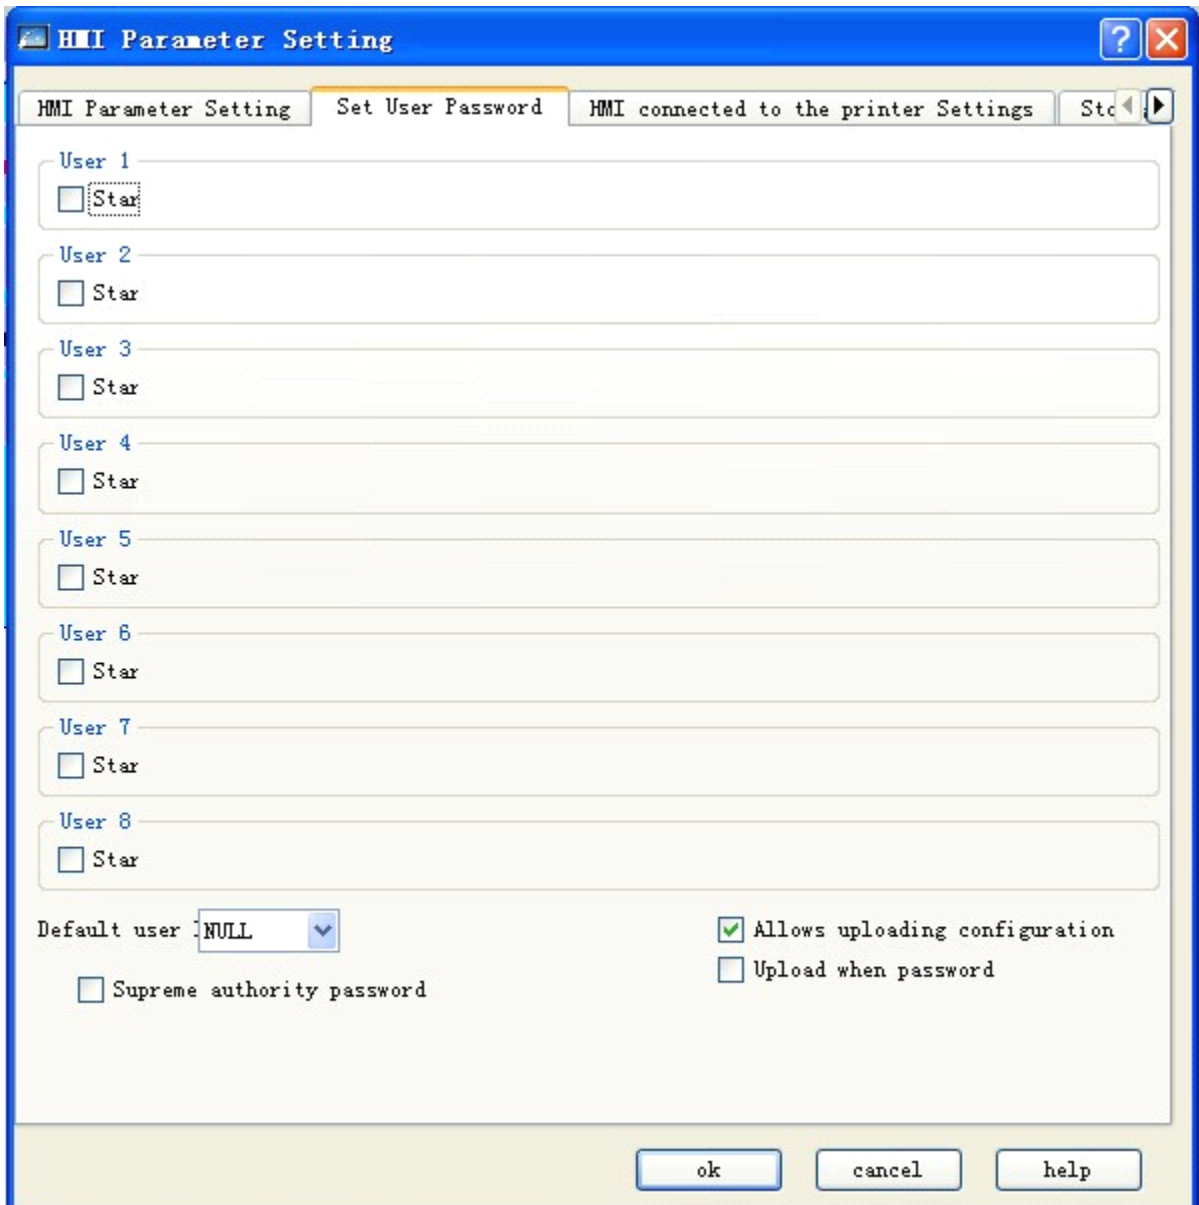 HMI Parameter Setting
HMI Parameter Setting Set User Password HMI connected to the printer Settings
User 1
Star
User 2
Star
User 3
Star
User 4
Star
User 5
Star
User 6
Star
User 7
Star
User 8
Star
Default user NULL Allows uploading configuration
Upload when password
Supreme authority password
ok cancel help